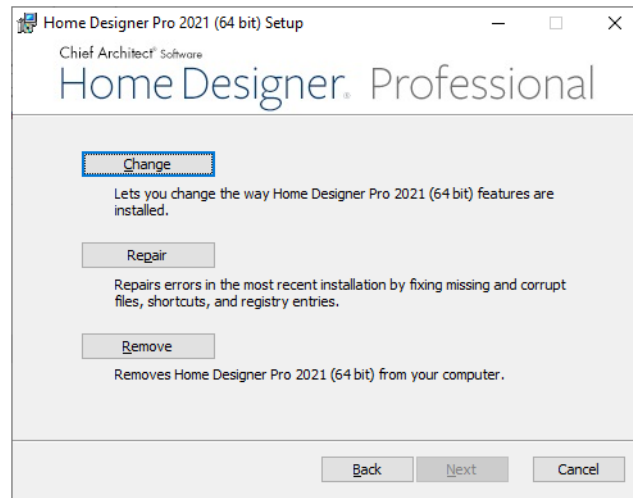 Home Designer Pro 2021 (64 bit) Setup
Chief Architect® Software
Home Designer® Professional
Change
Lets you change the way Home Designer Pro 2021 (64 bit) features are
installed.
Repair
Repairs errors in the most recent installation by fixing missing and corrupt
files, shortcuts, and registry entries.
Remove
Removes Home Designer Pro 2021 (64 bit) from your computer.
Back Next Cancel